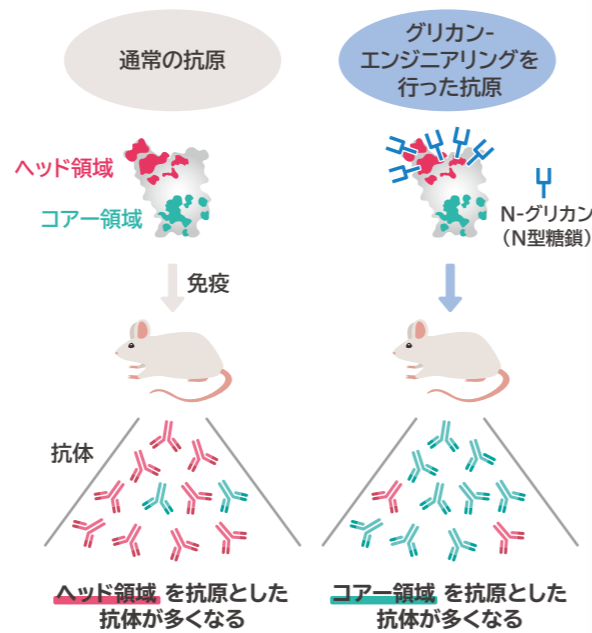 通常の抗原
グリカン-
エンジニアリングを
行った抗原
ヘッド領域
コアー領域
N-グリカン
（N型糖鎖）
免疫
抗体
ヘッド領域 を抗原とした
抗体が多くなる
コアー領域 を抗原とした
抗体が多くなる